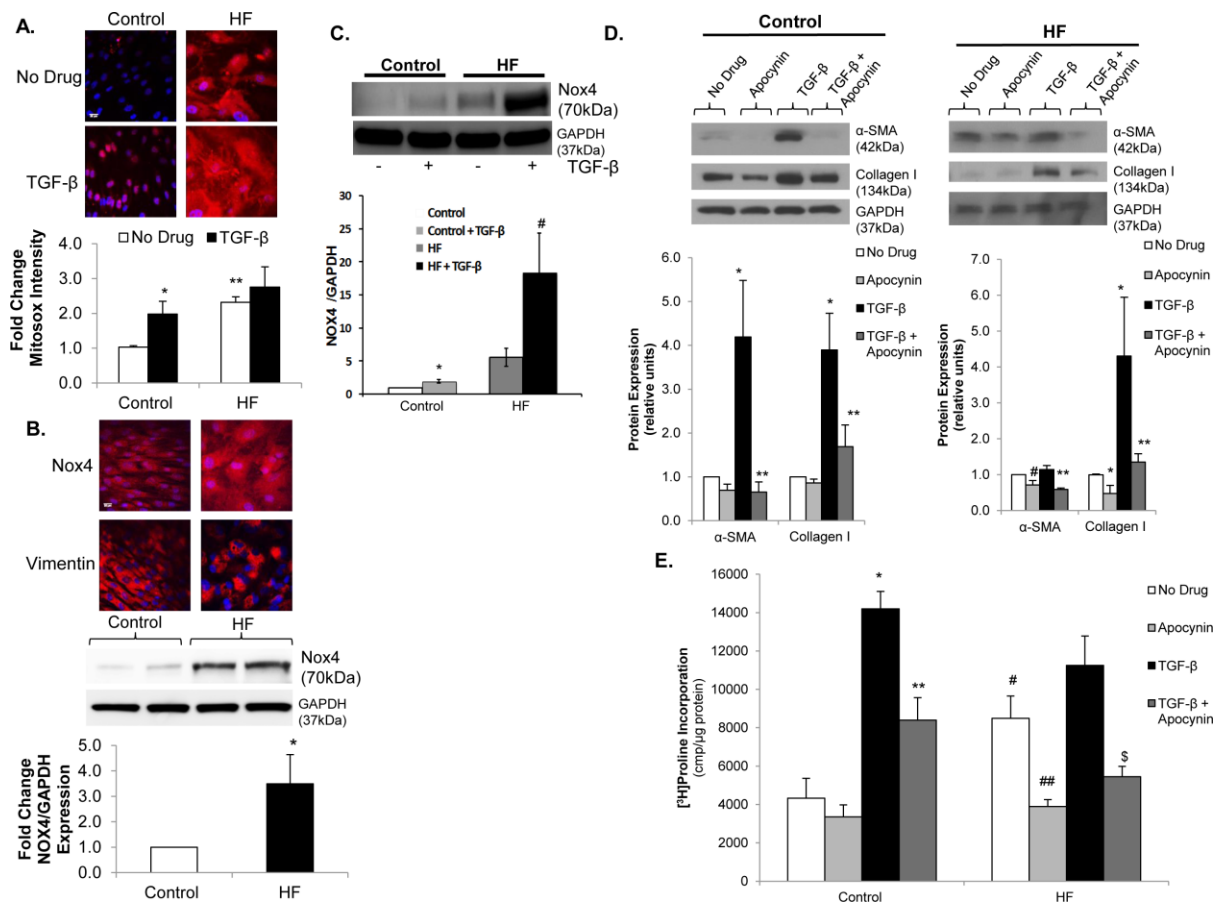 A.
Control HF
No Drug
TGF-β
No Drug TGF-β
Fold Change
Mitosox Intensity
4.0
3.0
2.0
1.0
0.0
*
**
Control HF
B.
Nox4
Vimentin
Control HF
Nox4
(70kDa)
GAPDH
(37kDa)
Fold Change
NOX4/GAPDH
Expression
5.0
4.0
3.0
2.0
1.0
0.0
*
Control HF
C.
Control HF
Nox4
(70kDa)
GAPDH
(37kDa)
- + - + TGF-β
NOX4 /GAPDH
30
25
20
15
10
5
0
Control
Control + TGF-β
HF
HF + TGF-β
*
#
Control HF
D.
Control
No Drug
Apocynin
TGF-β
TGF-β +
Apocynin
α-SMA
(42kDa)
Collagen I
(134kDa)
GAPDH
(37kDa)
Protein Expression
(relative units)
6.0
5.0
4.0
3.0
2.0
1.0
0.0
*
**
*
**
No Drug
Apocynin
TGF-β
TGF-β +
Apocynin
α-SMA Collagen I
HF
No Drug
Apocynin
TGF-β
TGF-β +
Apocynin
α-SMA
(42kDa)
Collagen I
(134kDa)
GAPDH
(37kDa)
Protein Expression
(relative units)
7.0
6.0
5.0
4.0
3.0
2.0
1.0
0.0
#
**
*
*
**
No Drug
Apocynin
TGF-β
TGF-β +
Apocynin
α-SMA Collagen I
E.
[³H]Proline Incorporation
(cmp/μg protein)
16000
14000
12000
10000
8000
6000
4000
2000
0
*
**
#
##
$
No Drug
Apocynin
TGF-β
TGF-β +
Apocynin
Control HF